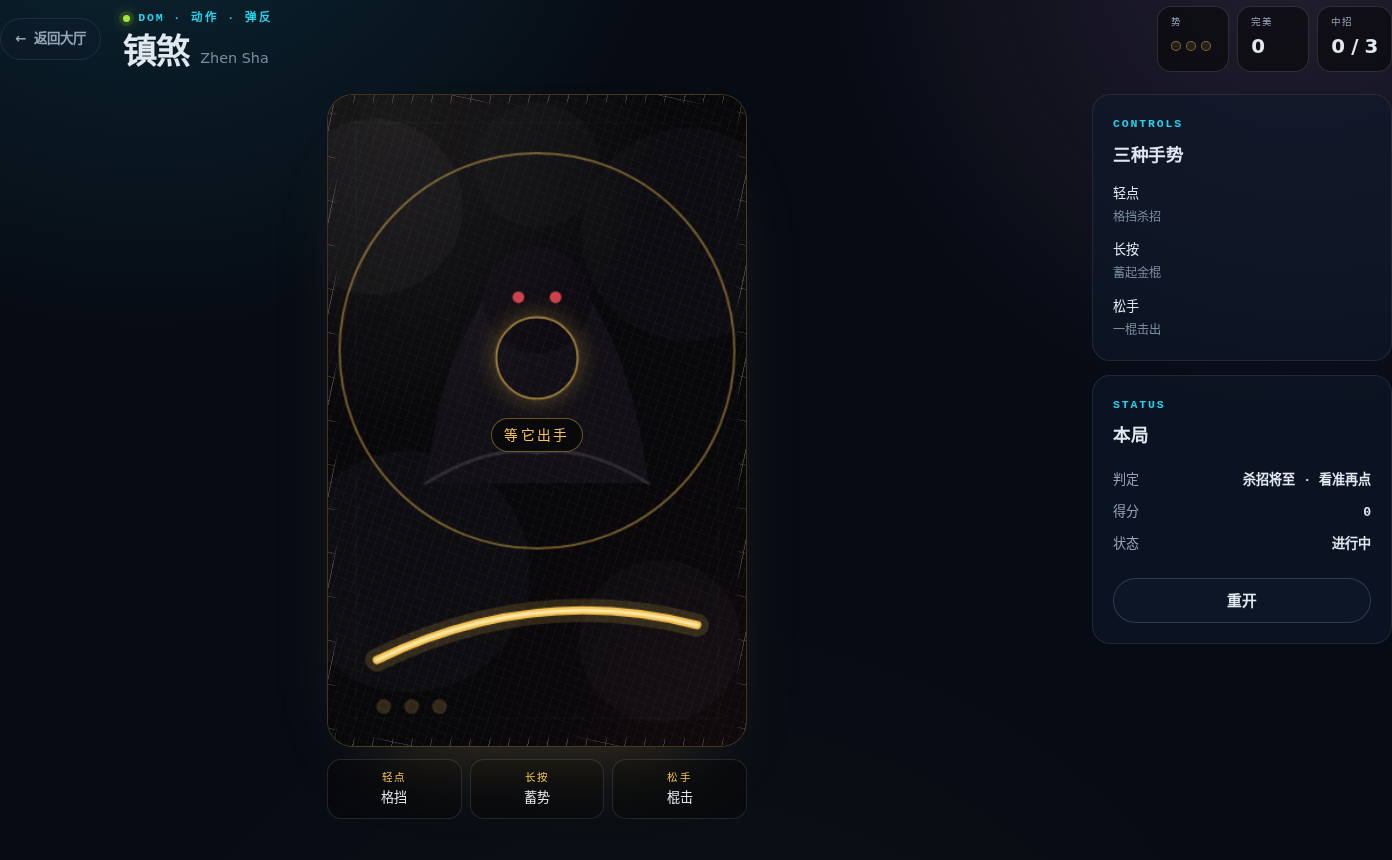 ← 返回大厅
DOM · 动作 · 弹反
镇煞 Zhen Sha
势
完美
0
中招
0 / 3
等它出手
轻点
格挡
长按
蓄势
松手
棍击
CONTROLS
三种手势
轻点
格挡杀招
长按
蓄起金棍
松手
一棍击出
STATUS
本局
判定 杀招将至 · 看准再点
得分 0
状态 进行中
重开